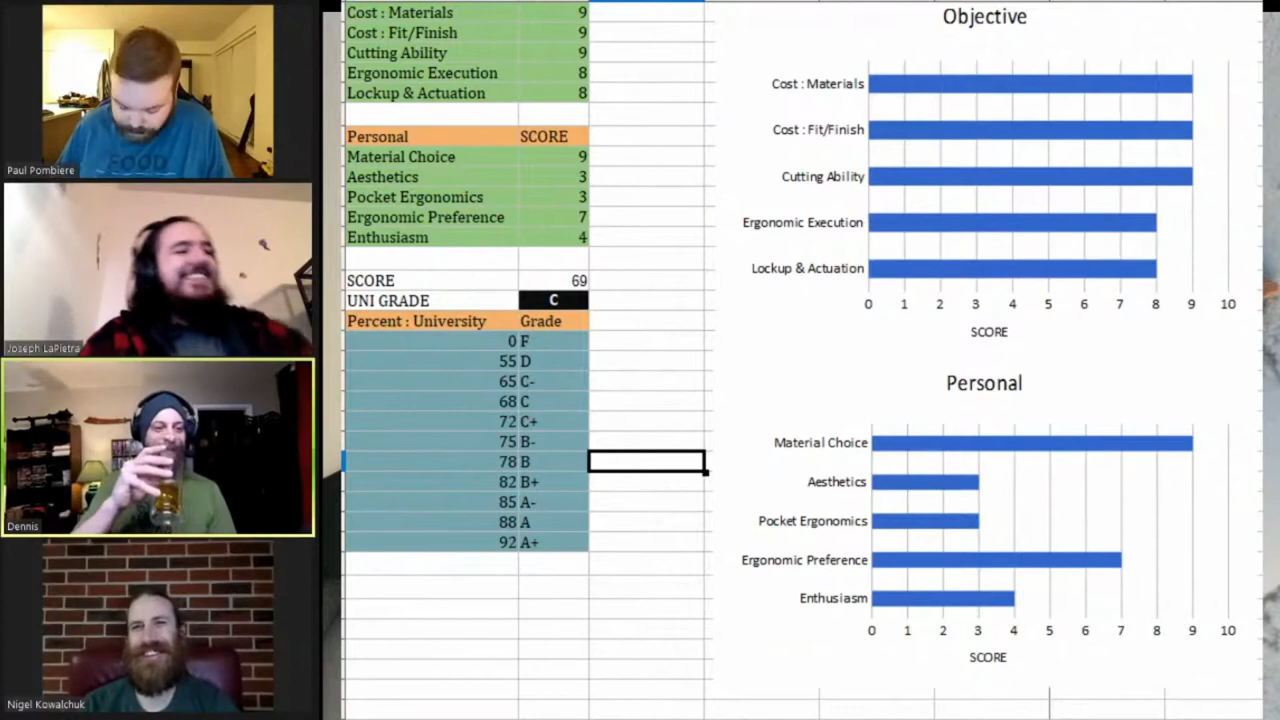 FOOD
Paul Pombiere
Joseph LaPietra
Dennis
Nigel Kowalchuk
Cost : Materials 9
Cost : Fit/Finish 9
Cutting Ability 9
Ergonomic Execution 8
Lockup & Actuation 8
Personal SCORE
Material Choice 9
Aesthetics 3
Pocket Ergonomics 3
Ergonomic Preference 7
Enthusiasm 4
SCORE 69
UNI GRADE C
Percent : University Grade
0 F
55 D
65 C-
68 C
72 C+
75 B-
78 B
82 B+
85 A-
88 A
92 A+
Objective
Cost : Materials
Cost : Fit/Finish
Cutting Ability
Ergonomic Execution
Lockup & Actuation
0 1 2 3 4 5 6 7 8 9 10
SCORE
Personal
Material Choice
Aesthetics
Pocket Ergonomics
Ergonomic Preference
Enthusiasm
0 1 2 3 4 5 6 7 8 9 10
SCORE